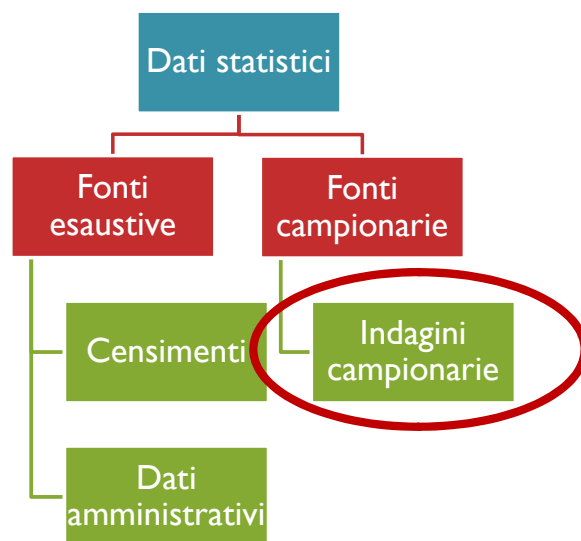 Dati statistici
Fonti
esaustive
Fonti
campionarie
Censimenti
Indagini
campionarie
Dati
amministrativi